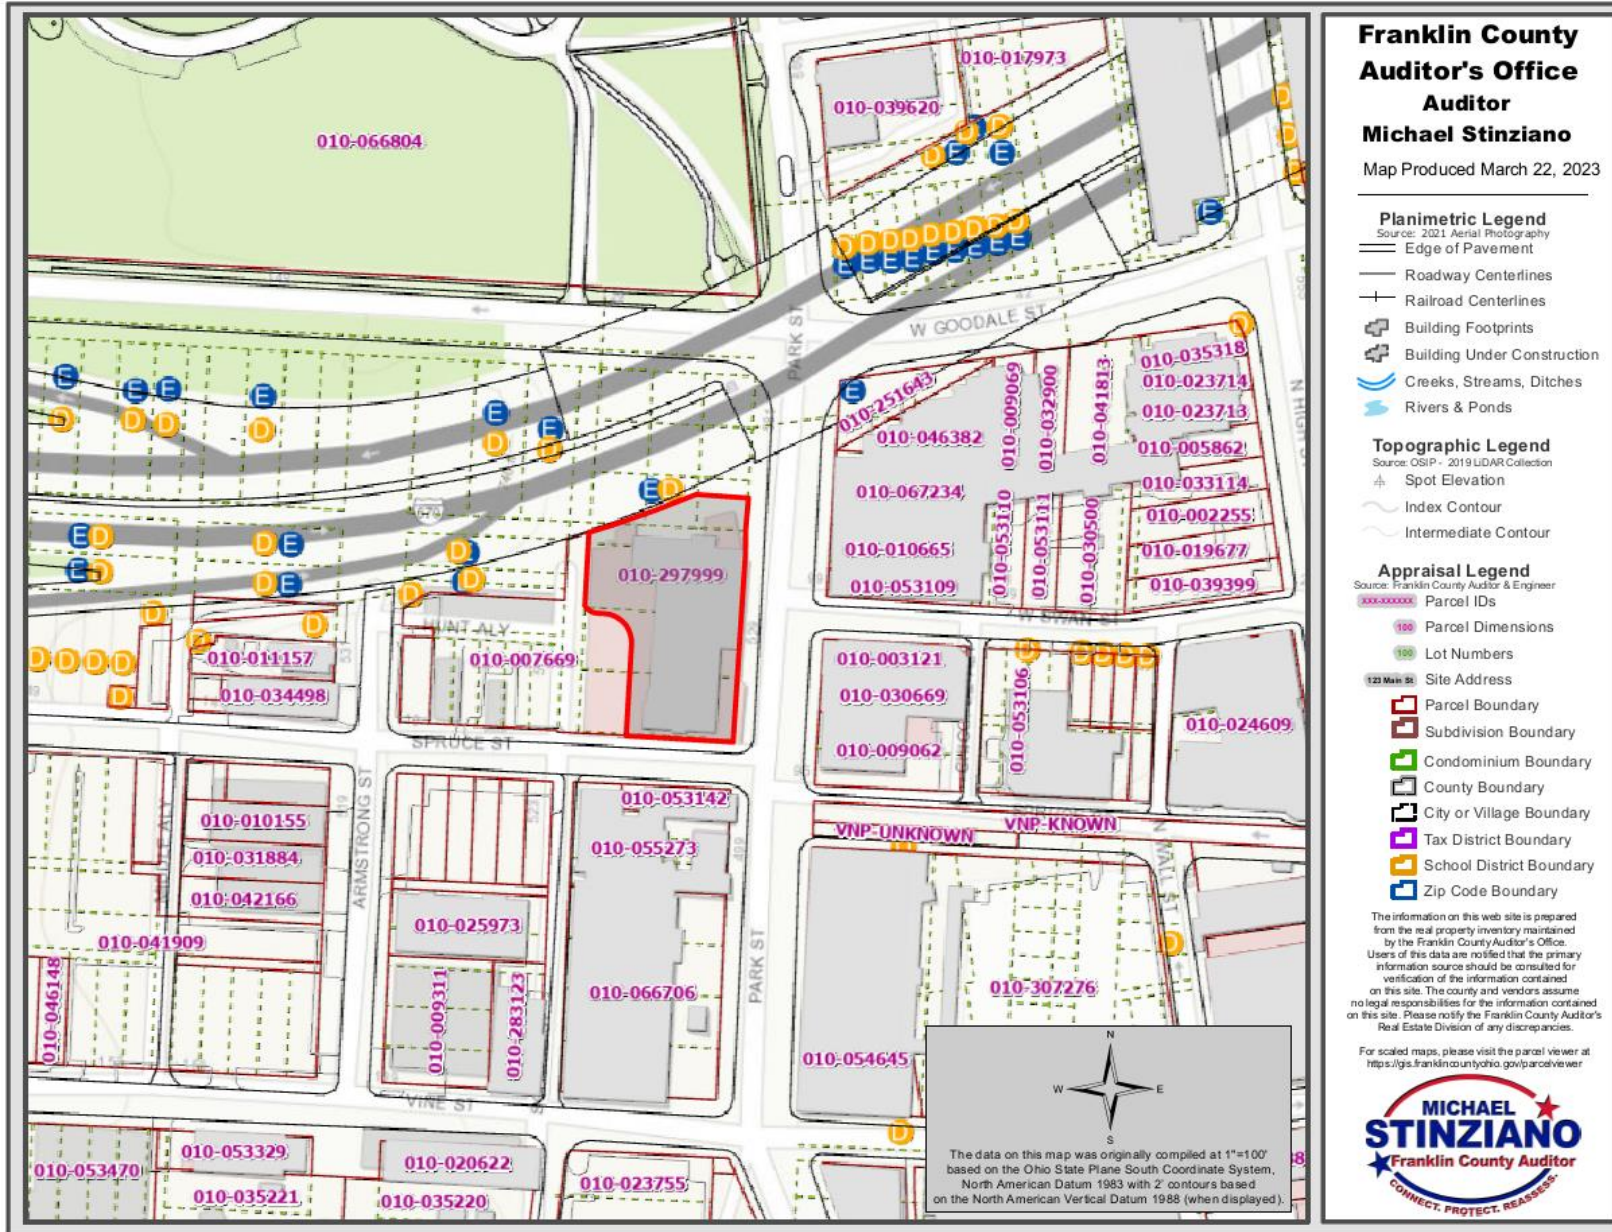 010-017973
010-039620
010-066804
W GOODALE ST
PARK ST
010-035318
010-023714
010-023713
010-041813
010-032900
010-009069
010-251643
010-046382
010-005862
010-067234
010-033114
010-002255
010-010665
010-019677
010-053109
010-039399
010-053110
010-053111
010-030500
670
010-297999
HUNT ALY
010-011157
010-007669
010-034498
SPRUCE ST
010-003121
010-030669
010-053106
010-024609
010-009062
VNP-UNKNOWN
VNP-KNOWN
010-053142
010-010155
010-055273
010-031884
ARMSTRONG ST
N WALL ST
010-042166
010-025973
010-041909
PARK ST
010-046148
010-009311
010-283123
010-066706
010-307276
010-054645
VINE ST
010-053329
010-053470
010-020622
010-035221
010-035220
010-023755
N
W
E
S
The data on this map was originally compiled at 1"=100'
based on the Ohio State Plane South Coordinate System,
North American Datum 1983 with 2' contours based
on the North American Vertical Datum 1988 (when displayed).
Franklin County
Auditor's Office
Auditor
Michael Stinziano
Map Produced March 22, 2023
Planimetric Legend
Source: 2021 Aerial Photography
Edge of Pavement
Roadway Centerlines
Railroad Centerlines
Building Footprints
Building Under Construction
Creeks, Streams, Ditches
Rivers & Ponds
Topographic Legend
Source: OSIP - 2019 LiDAR Collection
Spot Elevation
Index Contour
Intermediate Contour
Appraisal Legend
Source: Franklin County Auditor & Engineer
XXX-XXXXXX Parcel IDs
100 Parcel Dimensions
100 Lot Numbers
123 Main St Site Address
Parcel Boundary
Subdivision Boundary
Condominium Boundary
County Boundary
City or Village Boundary
Tax District Boundary
School District Boundary
Zip Code Boundary
The information on this web site is prepared
from the real property inventory maintained
by the Franklin County Auditor's Office.
Users of this data are notified that the primary
information source should be consulted for
verification of the information contained
on this site. The county and vendors assume
no legal responsibilities for the information contained
on this site. Please notify the Franklin County Auditor's
Real Estate Division of any discrepancies.
For scaled maps, please visit the parcel viewer at
https://gis.franklincountyohio.gov/parcelviewer
MICHAEL
STINZIANO
Franklin County Auditor
CONNECT. PROTECT. REASSESS.